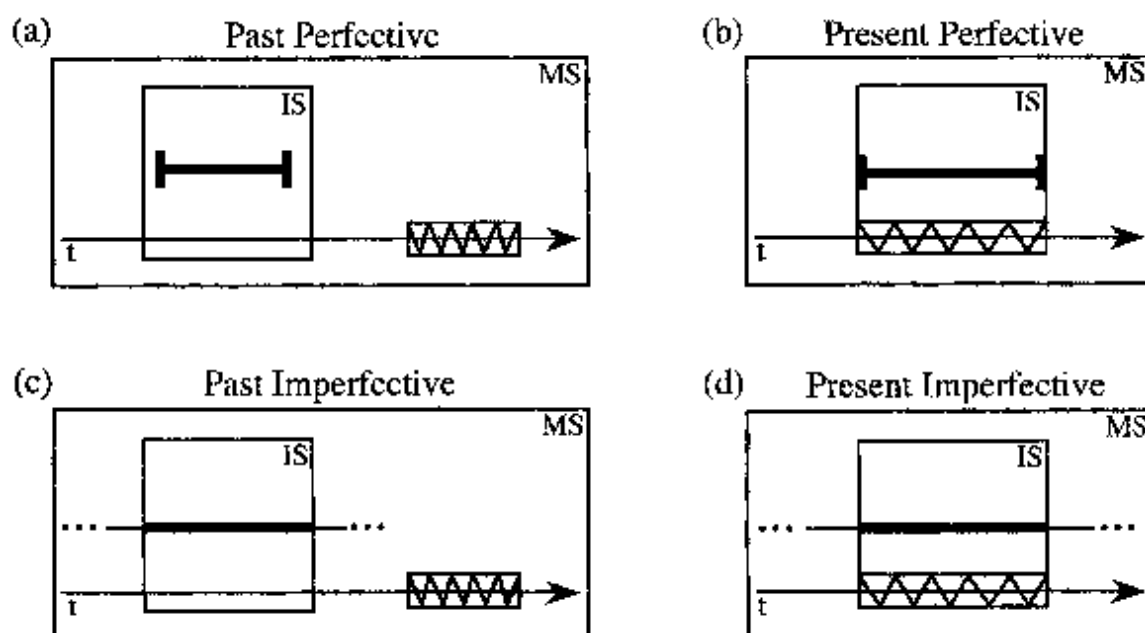 (a) Past Perfective
MS
IS
t
(b) Present Perfective
MS
IS
t
(c) Past Imperfective
MS
IS
t
(d) Present Imperfective
MS
IS
t